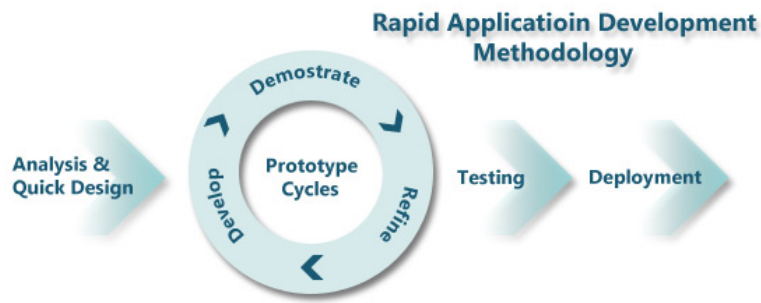 Rapid Applicatioin Development
Methodology
Analysis &
Quick Design
Demostrate
Develop
Refine
Prototype
Cycles
Testing
Deployment